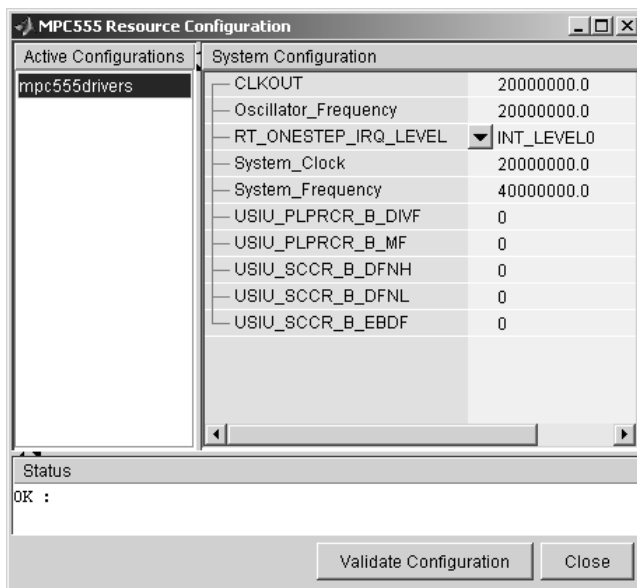 MPC555 Resource Configuration
Active Configurations System Configuration
mpc555drivers
CLKOUT 20000000.0
Oscillator_Frequency 20000000.0
RT_ONESTEP_IRQ_LEVEL INT_LEVEL0
System_Clock 20000000.0
System_Frequency 40000000.0
USIU_PLPRCR_B_DIVF 0
USIU_PLPRCR_B_MF 0
USIU_SCCR_B_DFNH 0
USIU_SCCR_B_DFNL 0
USIU_SCCR_B_EBDF 0
Status
OK :
Validate Configuration Close